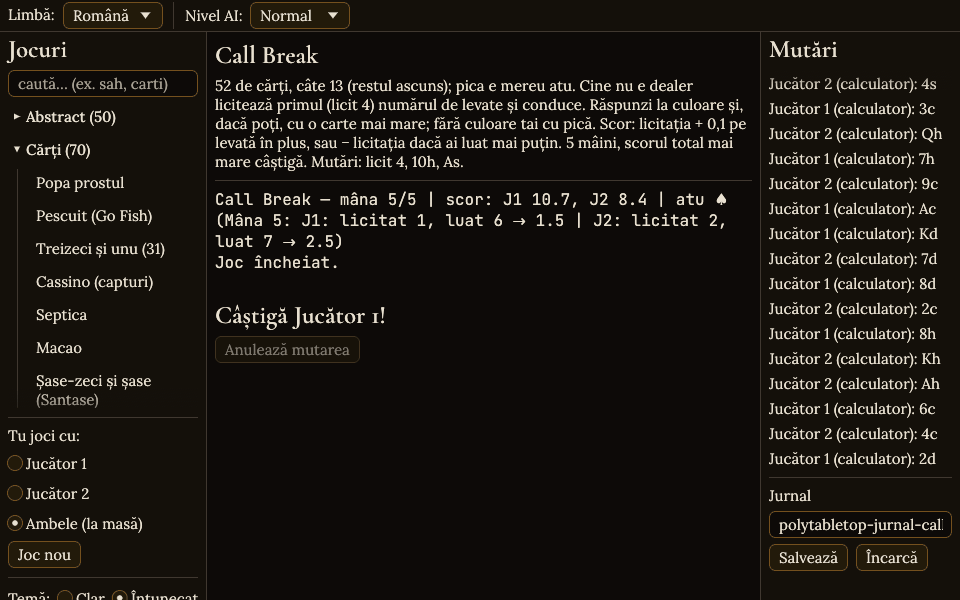 Limbă: Română ▼ Nivel AI: Normal ▼
Jocuri
caută... (ex. sah, carti)
▸ Abstract (50)
▾ Cărți (70)
Popa prostul
Pescuit (Go Fish)
Treizeci și unu (31)
Cassino (capturi)
Septica
Macao
Șase-zeci și șase
(Santase)
Tu joci cu:
Jucător 1
Jucător 2
Ambele (la masă)
Joc nou
Temă: Clar Întunecat
Call Break
52 de cărți, câte 13 (restul ascuns); pica e mereu atu. Cine nu e dealer
licitează primul (licit 4) numărul de levate și conduce. Răspunzi la culoare și,
dacă poți, cu o carte mai mare; fără culoare tai cu pică. Scor: licitația + 0,1 pe
levată în plus, sau − licitația dacă ai luat mai puțin. 5 mâini, scorul total mai
mare câștigă. Mutări: licit 4, 10h, As.
Call Break — mâna 5/5 | scor: J1 10.7, J2 8.4 | atu ♠
(Mâna 5: J1: licitat 1, luat 6 → 1.5 | J2: licitat 2,
luat 7 → 2.5)
Joc încheiat.
Câștigă Jucător 1!
Anulează mutarea
Mutări
Jucător 2 (calculator): 4s
Jucător 1 (calculator): 3c
Jucător 2 (calculator): Qh
Jucător 1 (calculator): 7h
Jucător 2 (calculator): 9c
Jucător 1 (calculator): Ac
Jucător 1 (calculator): Kd
Jucător 2 (calculator): 7d
Jucător 1 (calculator): 8d
Jucător 2 (calculator): 2c
Jucător 1 (calculator): 8h
Jucător 2 (calculator): Kh
Jucător 2 (calculator): Ah
Jucător 1 (calculator): 6c
Jucător 2 (calculator): 4c
Jucător 1 (calculator): 2d
Jurnal
polytabletop-jurnal-call
Salvează Încarcă